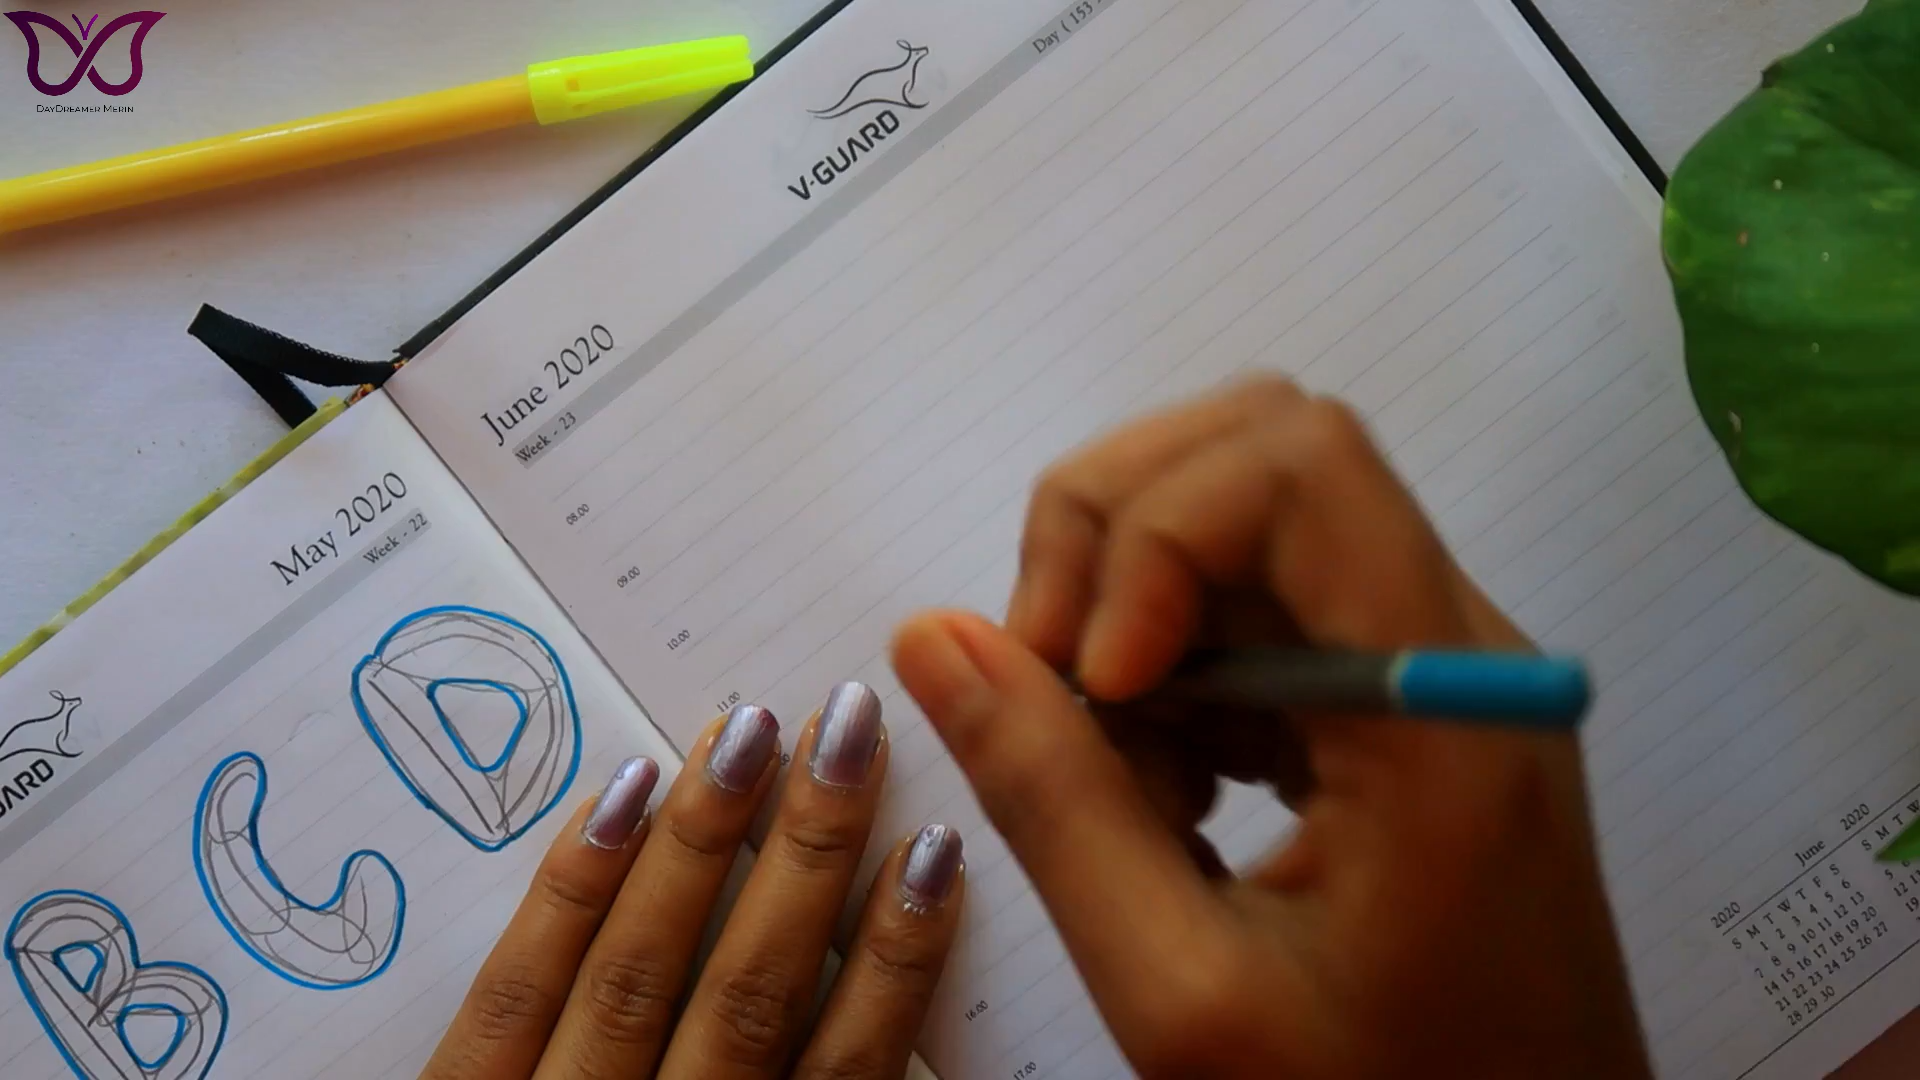 DAYDREAMER MERIN
V-GUARD
Day ( 153
June 2020
Week - 23
08.00
09.00
10.00
11.00
16.00
17.00
May 2020
Week - 22
B C D
2020 June 2020
S M T W T F S
1 2 3 4 5 6
7 8 9 10 11 12 13
14 15 16 17 18 19 20
21 22 23 24 25 26 27
28 29 30
S M T W